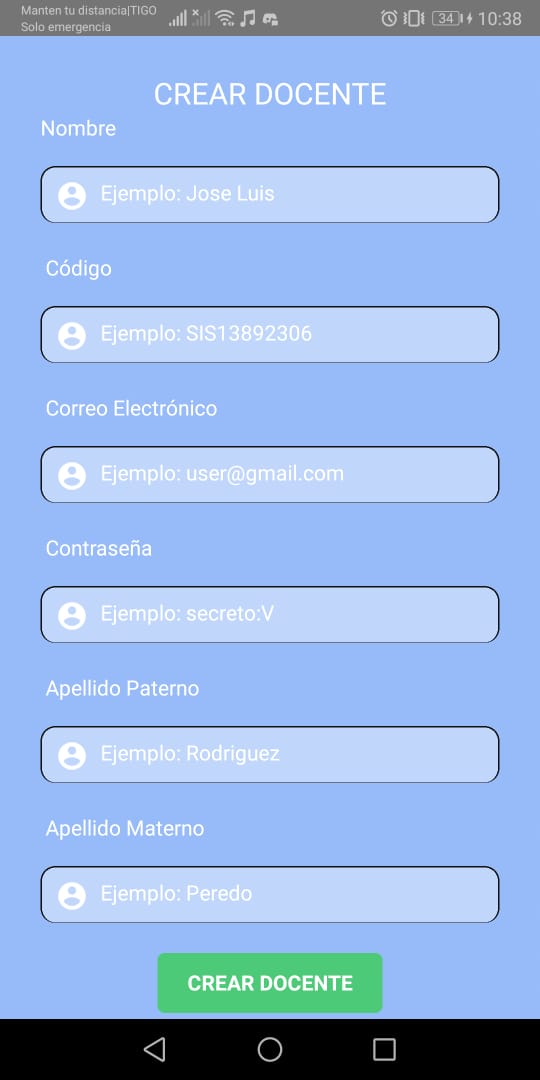 Manten tu distancia|TIGO
Solo emergencia
34
10:38
CREAR DOCENTE
Nombre
Ejemplo: Jose Luis
Código
Ejemplo: SIS13892306
Correo Electrónico
Ejemplo: user@gmail.com
Contraseña
Ejemplo: secreto:V
Apellido Paterno
Ejemplo: Rodriguez
Apellido Materno
Ejemplo: Peredo
CREAR DOCENTE